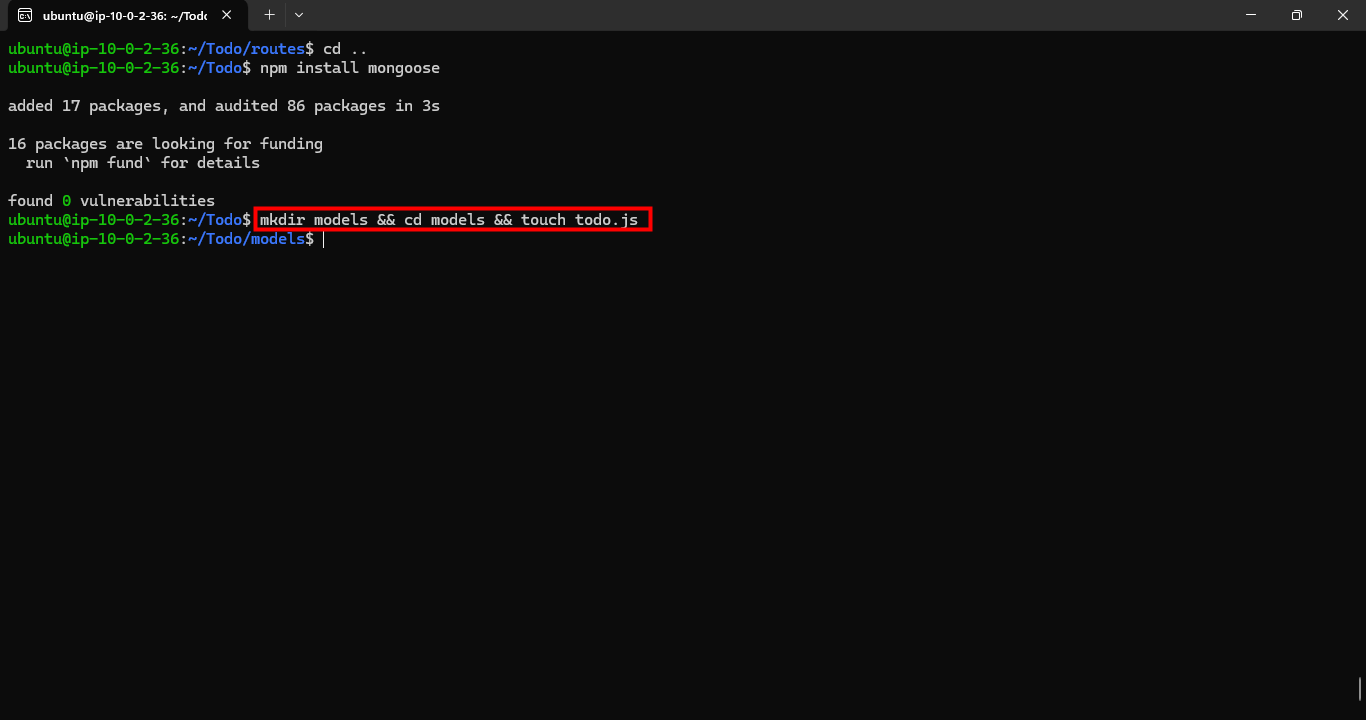 ubuntu@ip-10-0-2-36: ~/Todo
ubuntu@ip-10-0-2-36:~/Todo/routes$ cd ..
ubuntu@ip-10-0-2-36:~/Todo$ npm install mongoose
added 17 packages, and audited 86 packages in 3s
16 packages are looking for funding
  run `npm fund` for details
found 0 vulnerabilities
ubuntu@ip-10-0-2-36:~/Todo$ mkdir models && cd models && touch todo.js
ubuntu@ip-10-0-2-36:~/Todo/models$